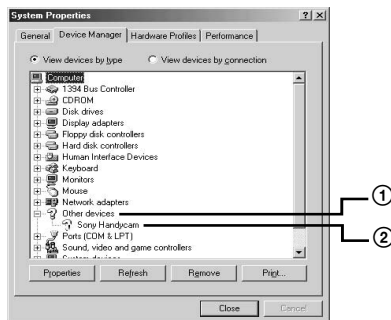 System Properties
General Device Manager Hardware Profiles Performance
View devices by type View devices by connection
Computer
1394 Bus Controller
CDROM
Disk drives
Display adapters
Floppy disk controllers
Hard disk controllers
Human Interface Devices
Keyboard
Monitors
Mouse
Network adapters
Other devices
①
Sony Handycam
②
Ports (COM & LPT)
Sound, video and game controllers
System devices
Properties Refresh Remove Print...
Close Cancel